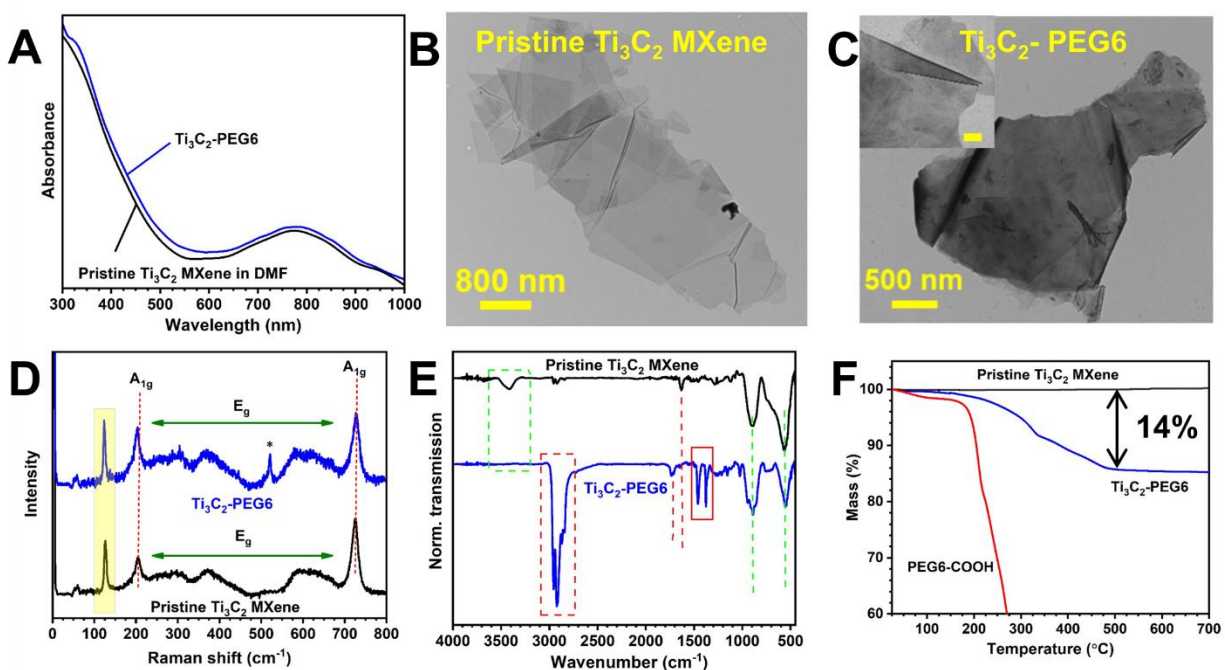 A
Absorbance
Ti₃C₂-PEG6
Pristine Ti₃C₂ MXene in DMF
300 400 500 600 700 800 900 1000
Wavelength (nm)
B
Pristine Ti₃C₂ MXene
800 nm
C
Ti₃C₂- PEG6
500 nm
D
Intensity
A₁g
A₁g
E_g
*
Ti₃C₂-PEG6
E_g
Pristine Ti₃C₂ MXene
0 100 200 300 400 500 600 700 800
Raman shift (cm⁻¹)
E
Norm. transmission
Pristine Ti₃C₂ MXene
Ti₃C₂-PEG6
4000 3500 3000 2500 2000 1500 1000 500
Wavenumber (cm⁻¹)
F
Mass (%)
100
90
80
70
60
Pristine Ti₃C₂ MXene
14%
Ti₃C₂-PEG6
PEG6-COOH
100 200 300 400 500 600 700
Temperature (°C)